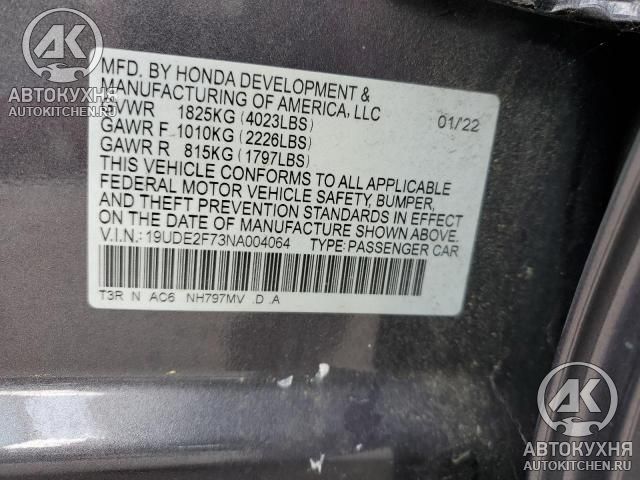 MFD. BY HONDA DEVELOPMENT &
MANUFACTURING OF AMERICA, LLC
GVWR 1825KG (4023LBS) 01/22
GAWR F 1010KG (2226LBS)
GAWR R 815KG (1797LBS)
THIS VEHICLE CONFORMS TO ALL APPLICABLE
FEDERAL MOTOR VEHICLE SAFETY, BUMPER,
AND THEFT PREVENTION STANDARDS IN EFFECT
ON THE DATE OF MANUFACTURE SHOWN ABOVE.
V.I.N.: 19UDE2F73NA004064 TYPE: PASSENGER CAR
T3R N AC6 NH797MV .D .A
АК
АВТОКУХНЯ
AUTOKITCHEN.RU
АК
АВТОКУХНЯ
AUTOKITCHEN.RU